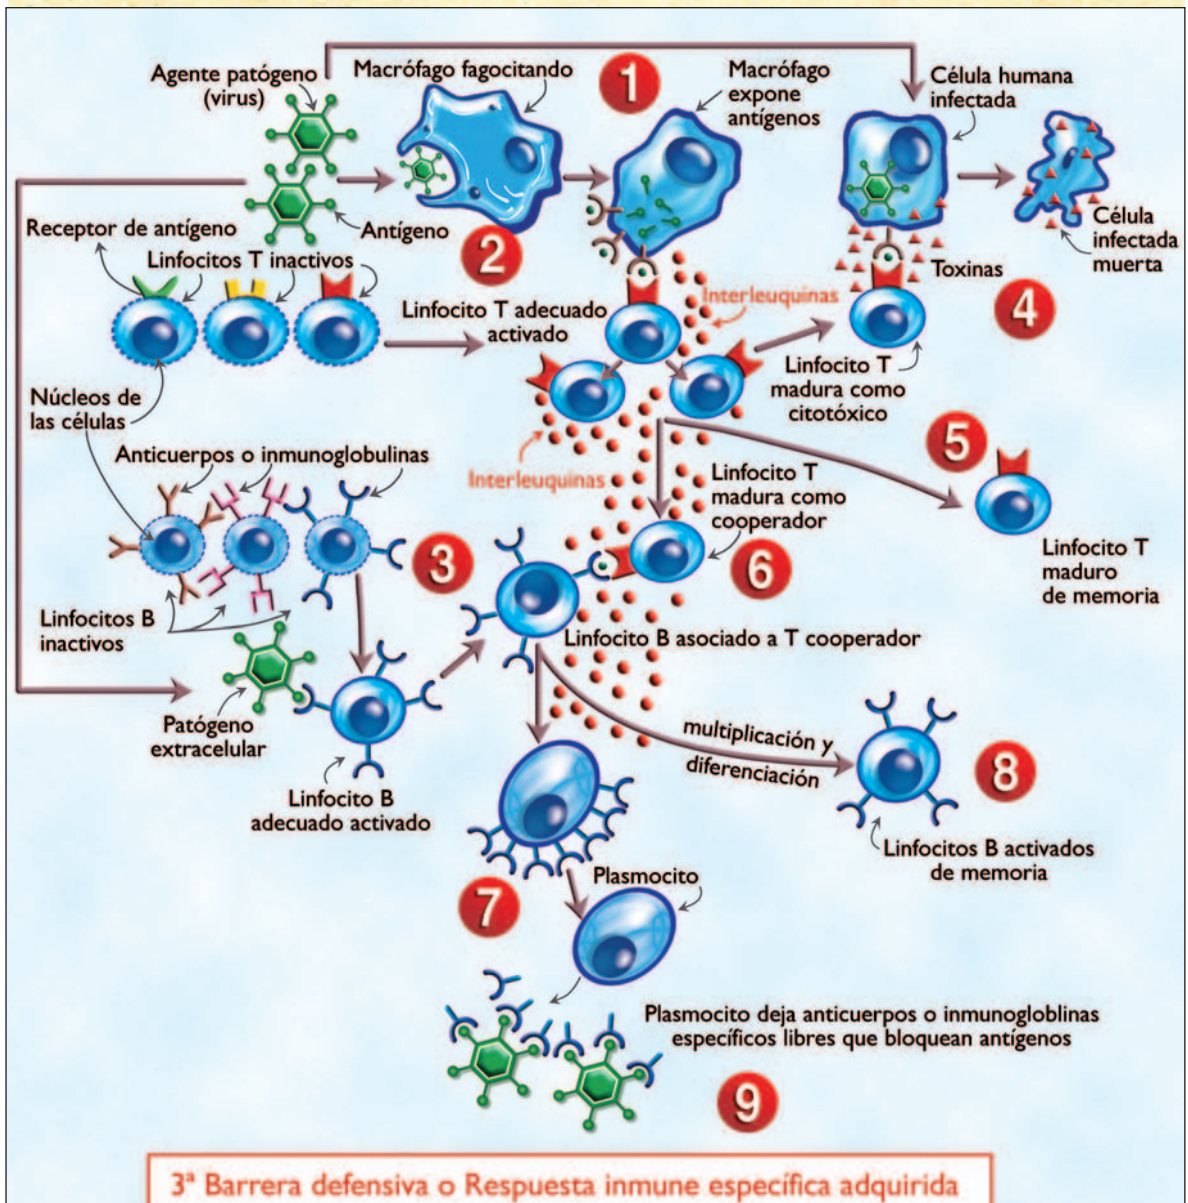 Agente patógeno
(virus)
Macrófago fagocitando
1
Macrófago
expone
antígenos
Célula humana
infectada
Receptor de antígeno
Antígeno
2
Linfocitos T inactivos
Linfocito T adecuado
activado
Interleuquinas
Toxinas
Célula
infectada
muerta
4
Linfocito T
madura como
citotóxico
Núcleos de
las células
Anticuerpos o inmunoglobulinas
Interleuquinas
Linfocito T
madura como
cooperador
5
Linfocito T
maduro
de memoria
3
6
Linfocitos B
inactivos
Linfocito B asociado a T cooperador
Patógeno
extracelular
Linfocito B
adecuado activado
multiplicación y
diferenciación
8
Linfocitos B activados
de memoria
7
Plasmocito
Plasmocito deja anticuerpos o inmunogloblinas
específicos libres que bloquean antígenos
9
3ª Barrera defensiva o Respuesta inmune específica adquirida